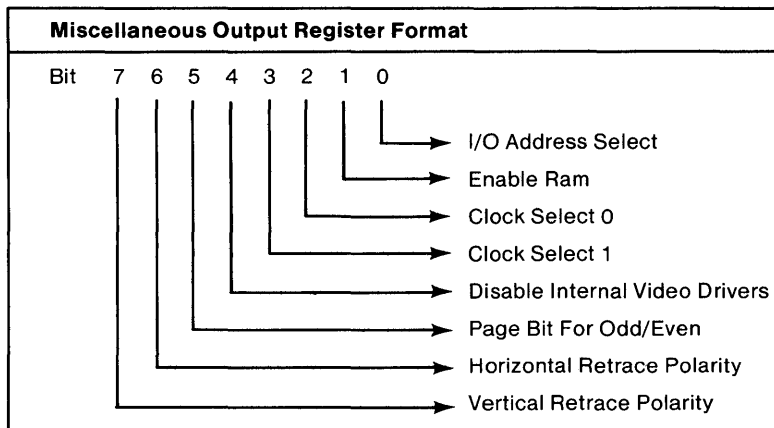 Miscellaneous Output Register Format
Bit 7 6 5 4 3 2 1 0
I/O Address Select
Enable Ram
Clock Select 0
Clock Select 1
Disable Internal Video Drivers
Page Bit For Odd/Even
Horizontal Retrace Polarity
Vertical Retrace Polarity